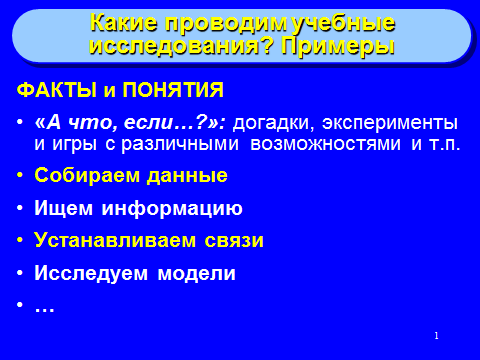 Какие проводим учебные
исследования? Примеры
ФАКТЫ и ПОНЯТИЯ
• «А что, если…?»: догадки, эксперименты
и игры с различными возможностями и т.п.
• Собираем данные
• Ищем информацию
• Устанавливаем связи
• Исследуем модели
• …
1